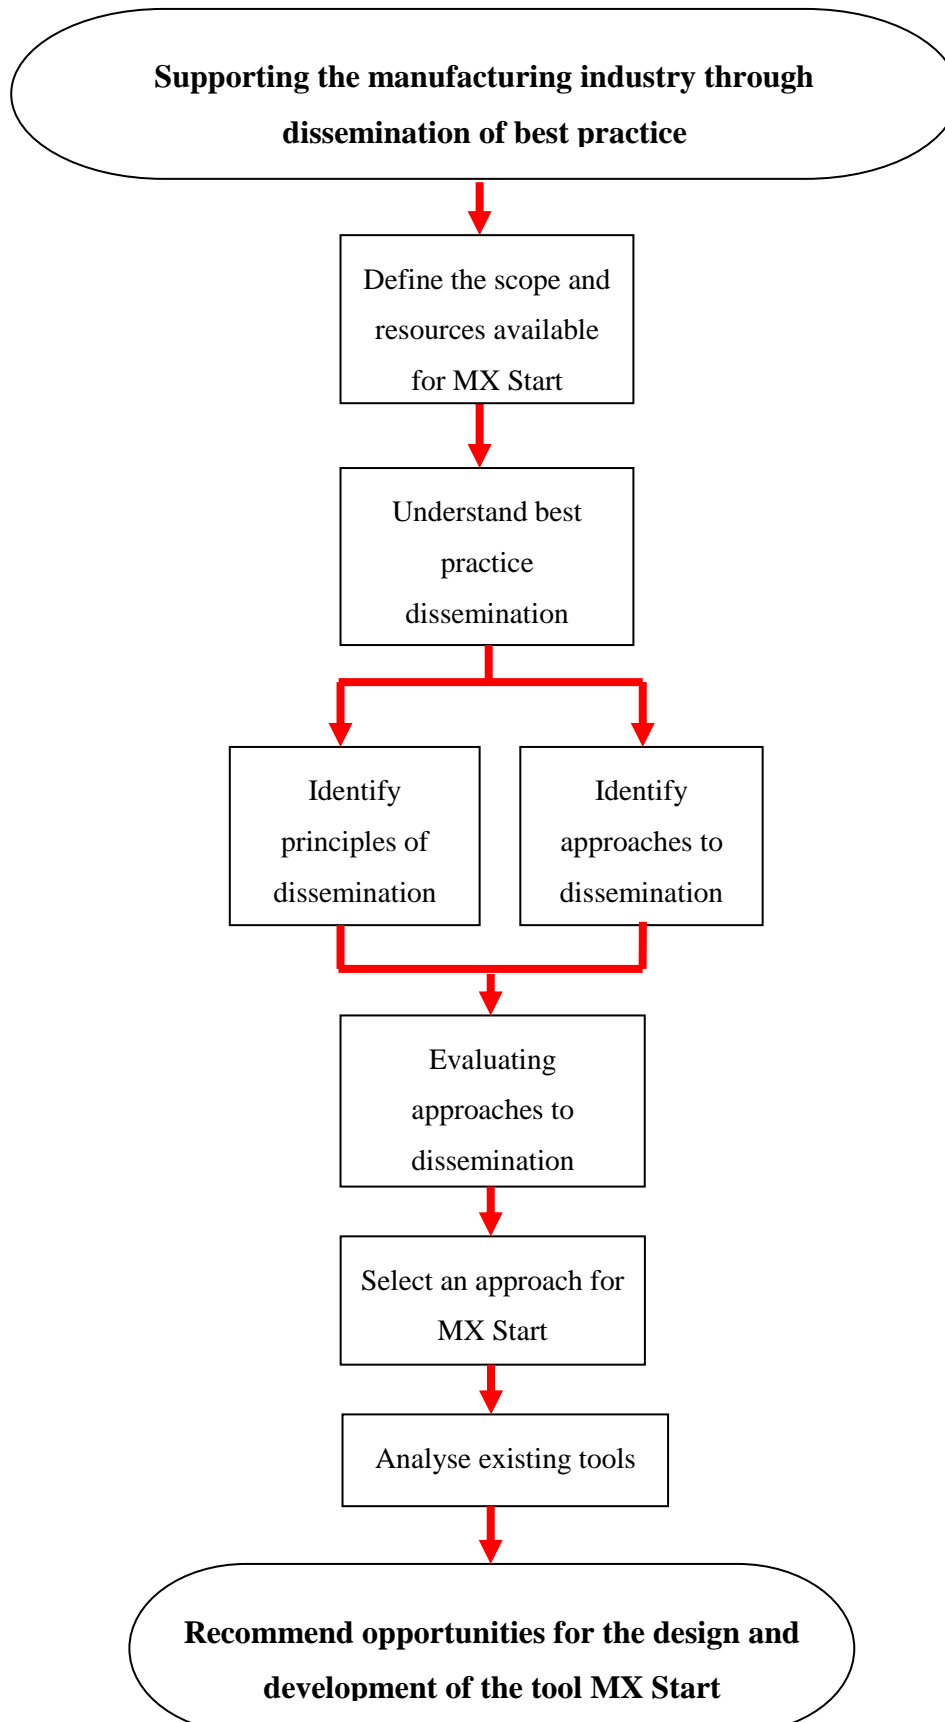 Supporting the manufacturing industry through
dissemination of best practice
Define the scope and
resources available
for MX Start
Understand best
practice
dissemination
Identify
principles of
dissemination
Identify
approaches to
dissemination
Evaluating
approaches to
dissemination
Select an approach for
MX Start
Analyse existing tools
Recommend opportunities for the design and
development of the tool MX Start